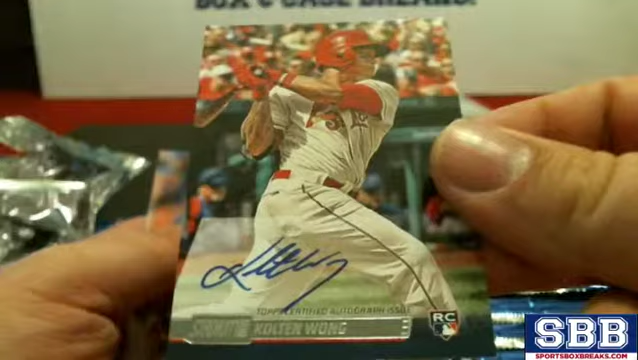 BOX & CASE BREAKS!
TOPPS CERTIFIED AUTOGRAPH ISSUE
KOLTEN WONG
RC
SBB
SPORTSBOXBREAKS.COM